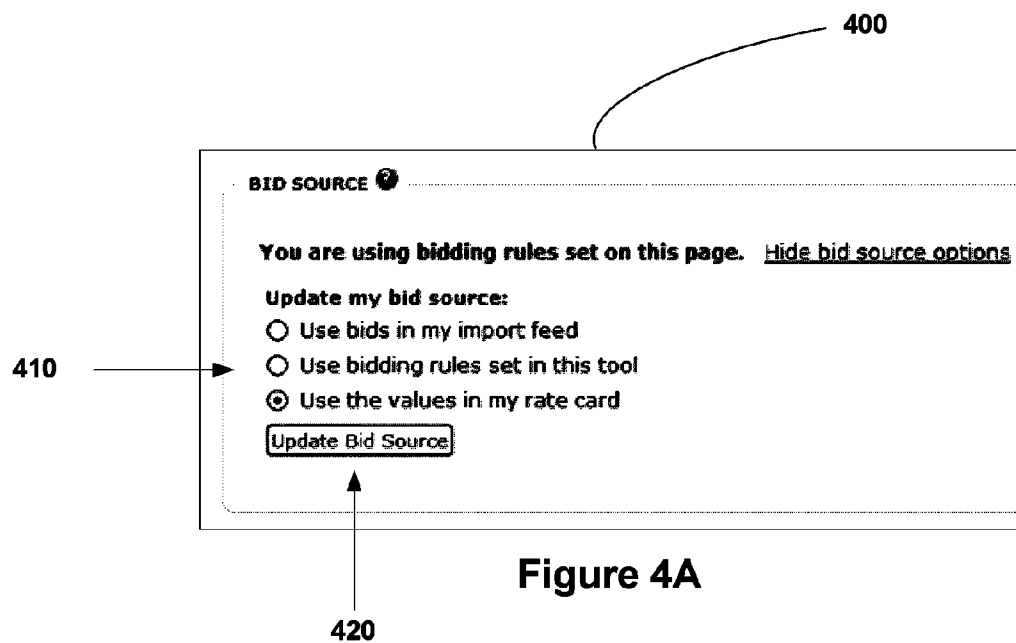 400
BID SOURCE ?
You are using bidding rules set on this page. Hide bid source options
Update my bid source:
Use bids in my import feed
410
Use bidding rules set in this tool
Use the values in my rate card
Update Bid Source
Figure 4A
420